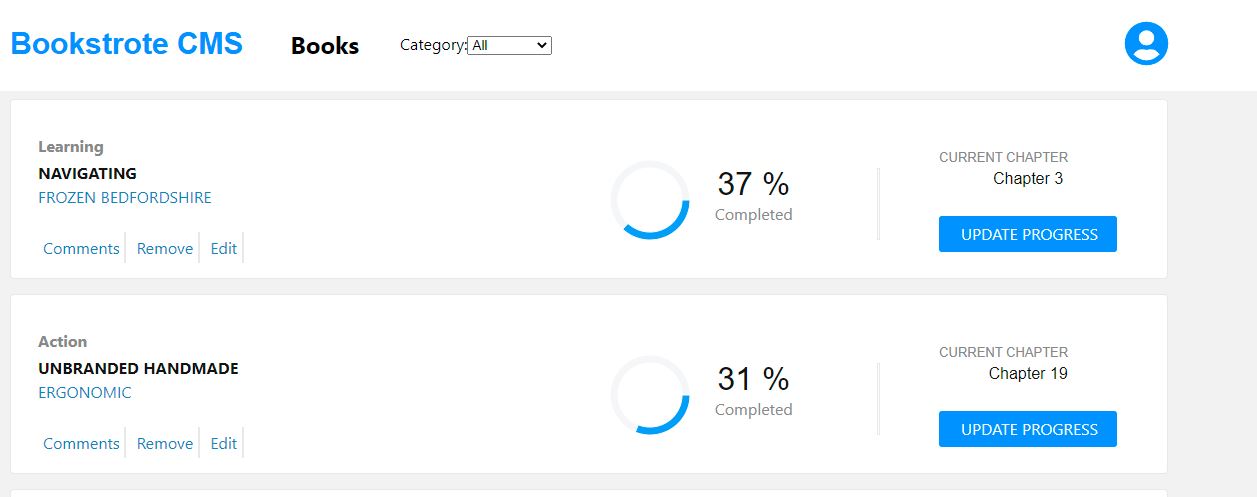 Bookstrote CMS
Books
Category: All
Learning
NAVIGATING
FROZEN BEDFORDSHIRE
Comments
Remove
Edit
37 %
Completed
CURRENT CHAPTER
Chapter 3
UPDATE PROGRESS
Action
UNBRANDED HANDMADE
ERGONOMIC
Comments
Remove
Edit
31 %
Completed
CURRENT CHAPTER
Chapter 19
UPDATE PROGRESS